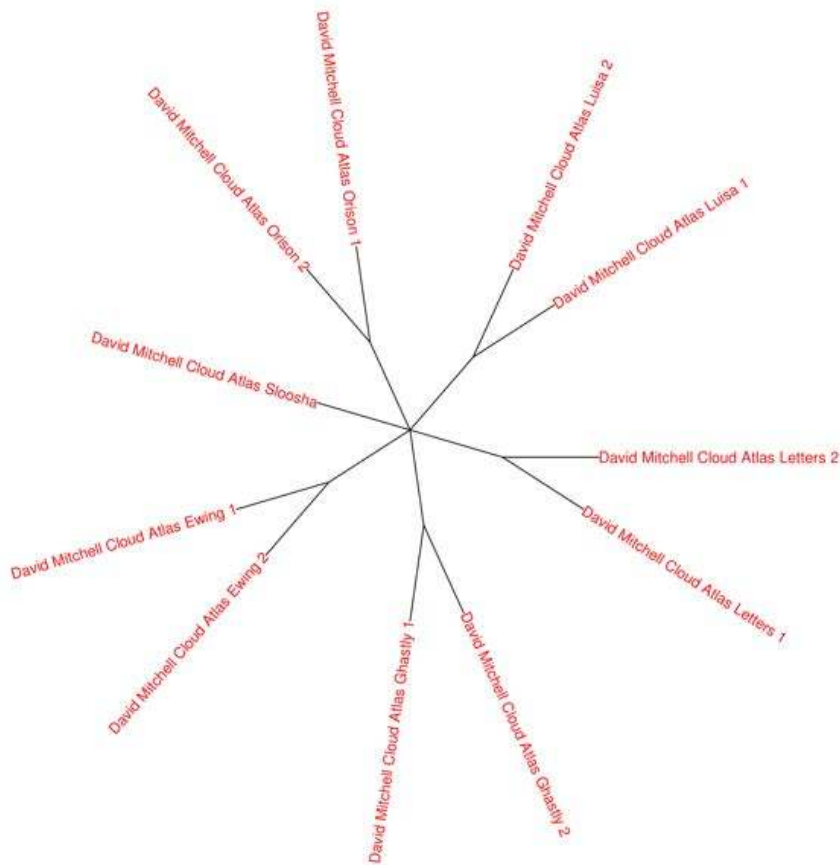 David Mitchell Cloud Atlas Orison 1
David Mitchell Cloud Atlas Luisa 2
David Mitchell Cloud Atlas Orison 2
David Mitchell Cloud Atlas Luisa 1
David Mitchell Cloud Atlas Sloosha
David Mitchell Cloud Atlas Letters 2
David Mitchell Cloud Atlas Ewing 1
David Mitchell Cloud Atlas Letters 1
David Mitchell Cloud Atlas Ewing 2
David Mitchell Cloud Atlas Ghastly 1
David Mitchell Cloud Atlas Ghastly 2